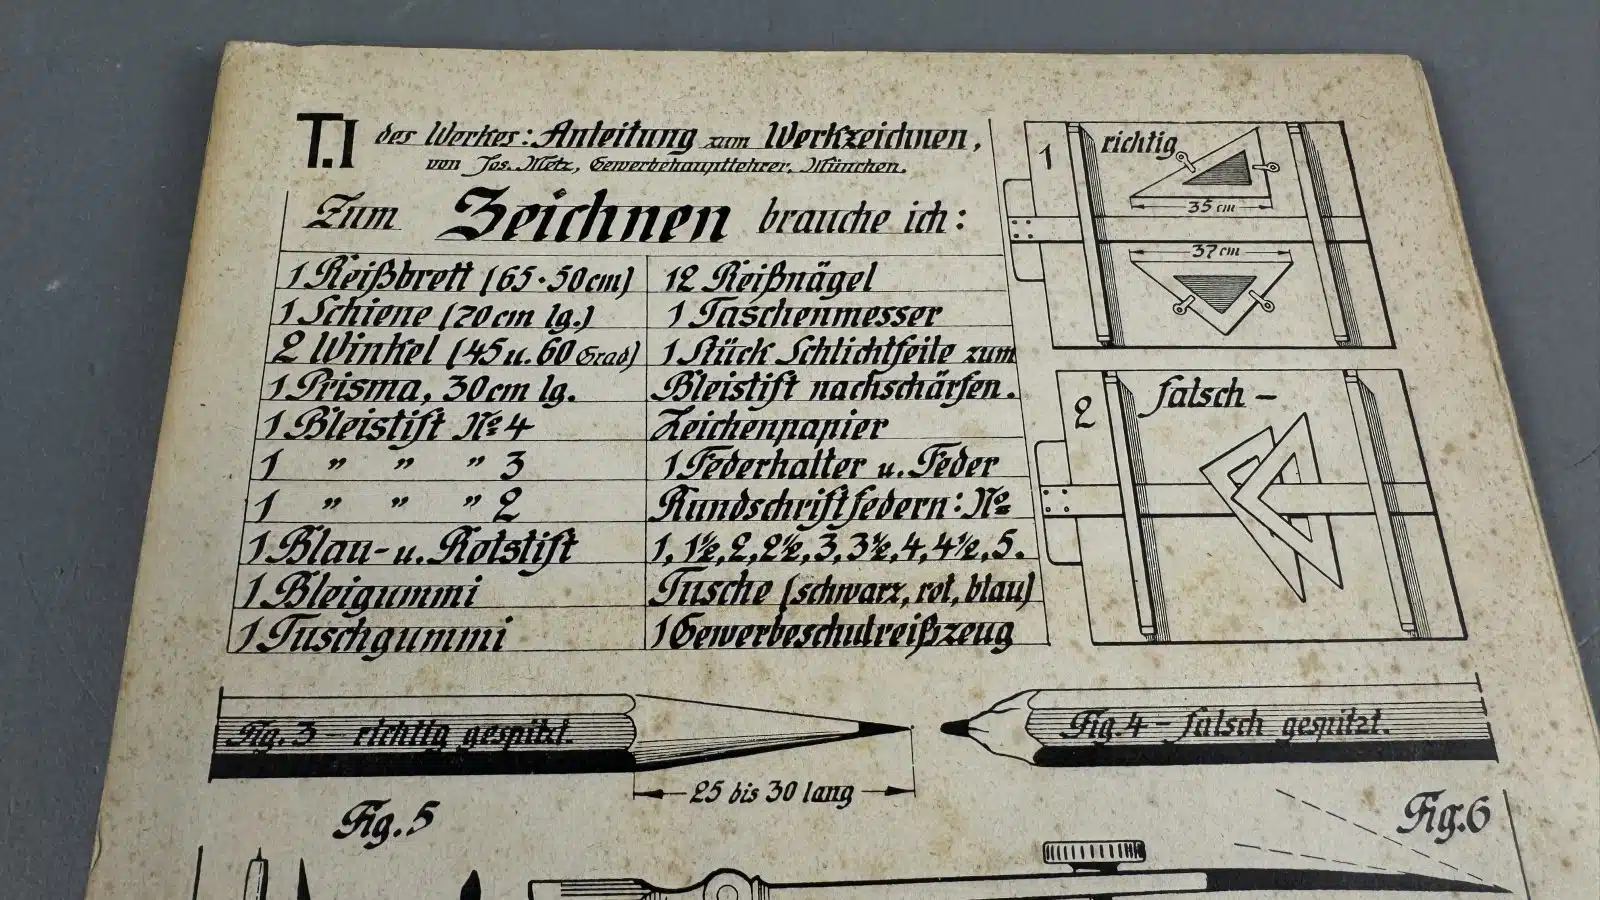 T.I des Werkes: Anleitung zum Werkzeichnen,
von Jos. Metz, Gewerbehauptlehrer, München.
Zum Zeichnen brauche ich:
1 Reißbrett (65·50cm)
1 Schiene (70cm lg.)
2 Winkel (45 u. 60 Grad)
1 Prisma, 30cm lg.
1 Bleistift No 4
1 " " " 3
1 " " " 2
1 Blau- u. Rotstift
1 Bleigummi
1 Tuschgummi
12 Reißnägel
1 Taschenmesser
1 Stück Schlichtfeile zum
Bleistift nachschärfen.
Zeichenpapier
1 Federhalter u. Feder
Rundschriftfedern: No
1, 1½, 2, 2½, 3, 3½, 4, 4½, 5.
Tusche (schwarz, rot, blau)
1 Gewerbeschulreißzeug
1 richtig
35 cm
37 cm
2 falsch –
Fig. 3 – richtig gespitzt.
Fig. 4 – falsch gespitzt.
25 bis 30 lang
Fig. 5
Fig. 6